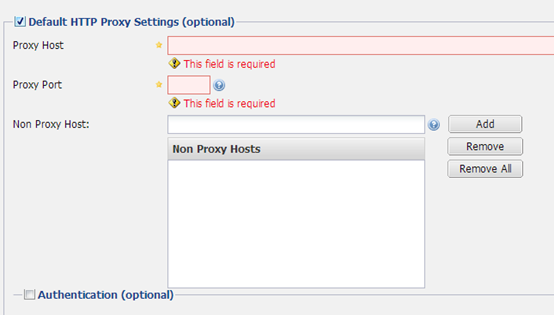 Default HTTP Proxy Settings (optional)
Proxy Host
This field is required
Proxy Port
This field is required
Non Proxy Host:
Add
Non Proxy Hosts
Remove
Remove All
Authentication (optional)